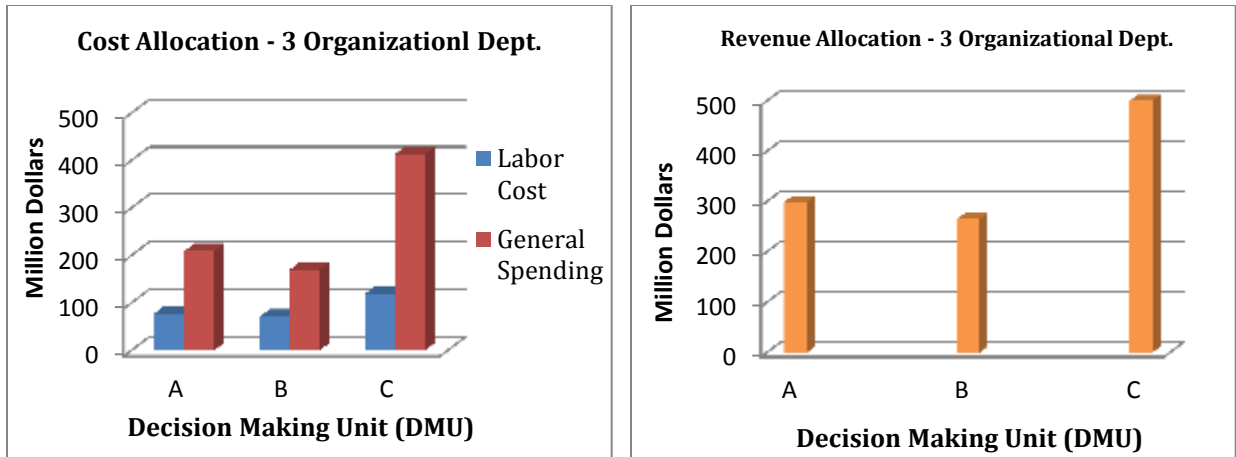 Cost Allocation - 3 Organizationl Dept.
Million Dollars
500
400
300
200
100
0
A B C
Decision Making Unit (DMU)
Labor
Cost
General
Spending
Revenue Allocation - 3 Organizational Dept.
Million Dollars
500
400
300
200
100
0
A B C
Decision Making Unit (DMU)